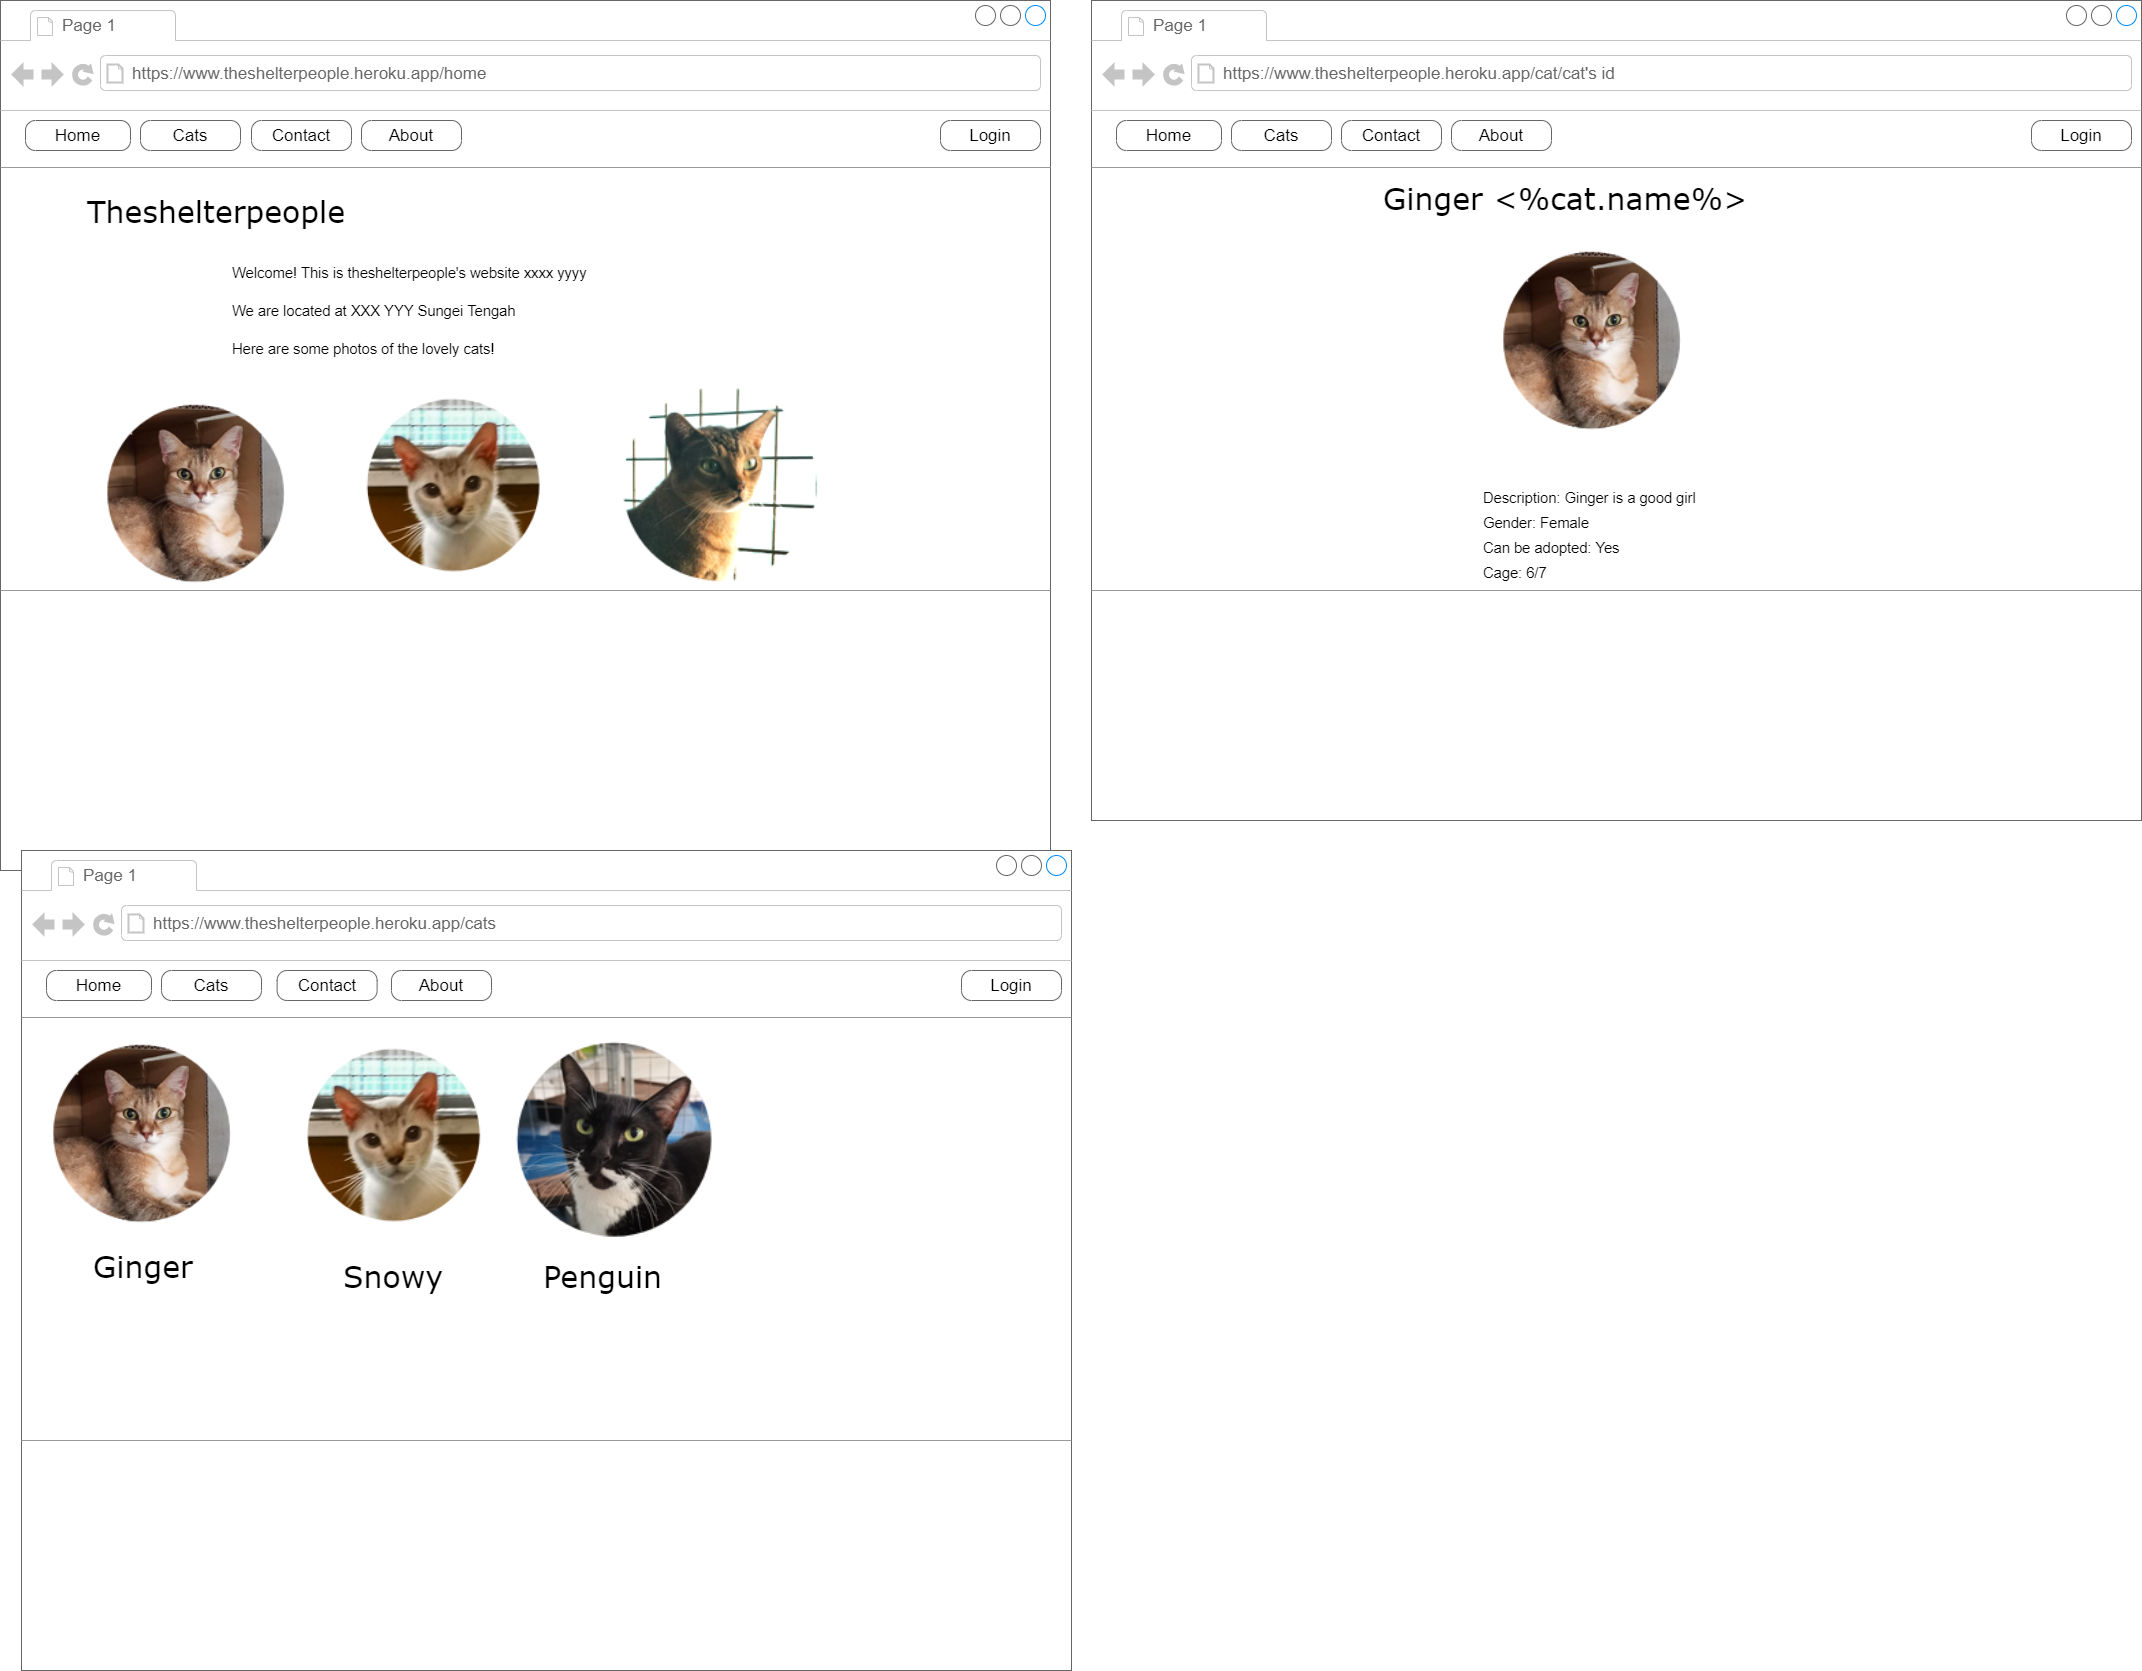 Page 1
https://www.theshelterpeople.heroku.app/home
Home Cats Contact About Login
Theshelterpeople
Welcome! This is theshelterpeople's website xxxx yyyy
We are located at XXX YYY Sungei Tengah
Here are some photos of the lovely cats!
Page 1
https://www.theshelterpeople.heroku.app/cat/cat's id
Home Cats Contact About Login
Ginger <%cat.name%>
Description: Ginger is a good girl
Gender: Female
Can be adopted: Yes
Cage: 6/7
Page 1
https://www.theshelterpeople.heroku.app/cats
Home Cats Contact About Login
Ginger
Snowy
Penguin